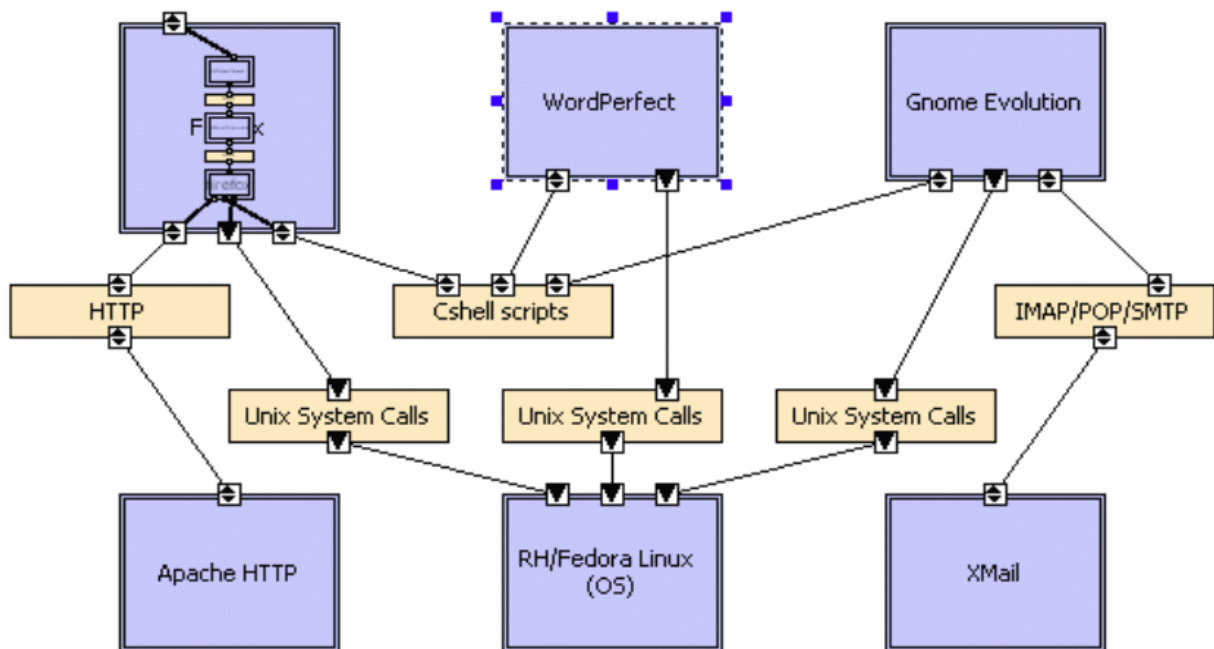 F x
firefox
WordPerfect
Gnome Evolution
HTTP
Cshell scripts
IMAP/POP/SMTP
Unix System Calls
Unix System Calls
Unix System Calls
Apache HTTP
RH/Fedora Linux
(OS)
XMail